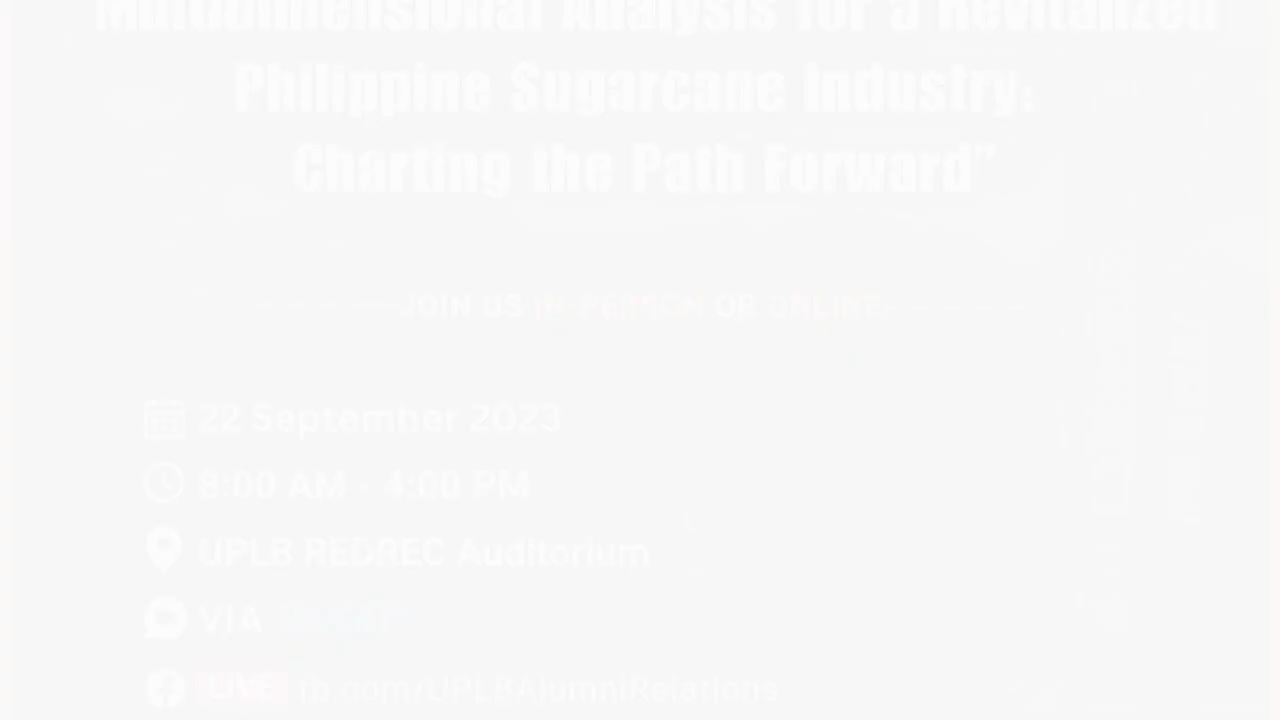 Multidimensional Analysis for a Revitalized
Philippine Sugarcane Industry:
Charting the Path Forward”
JOIN US IN-PERSON OR ONLINE
22 September 2023
8:00 AM - 4:00 PM
UPLB REDREC Auditorium
VIA
LIVE fb.com/UPLBAlumniRelations